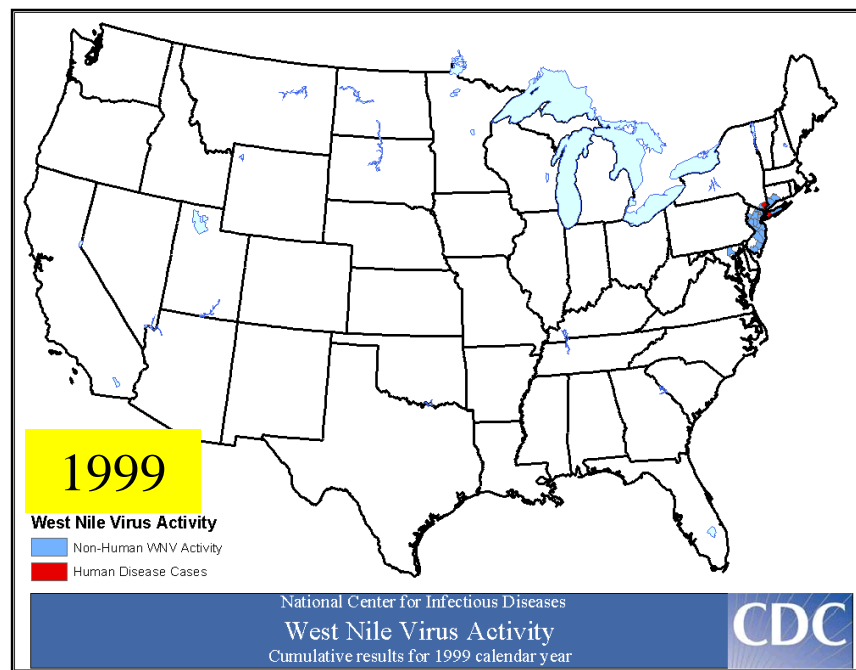 1999
West Nile Virus Activity
Non-Human WNV Activity
Human Disease Cases
National Center for Infectious Diseases
West Nile Virus Activity
Cumulative results for 1999 calendar year
CDC